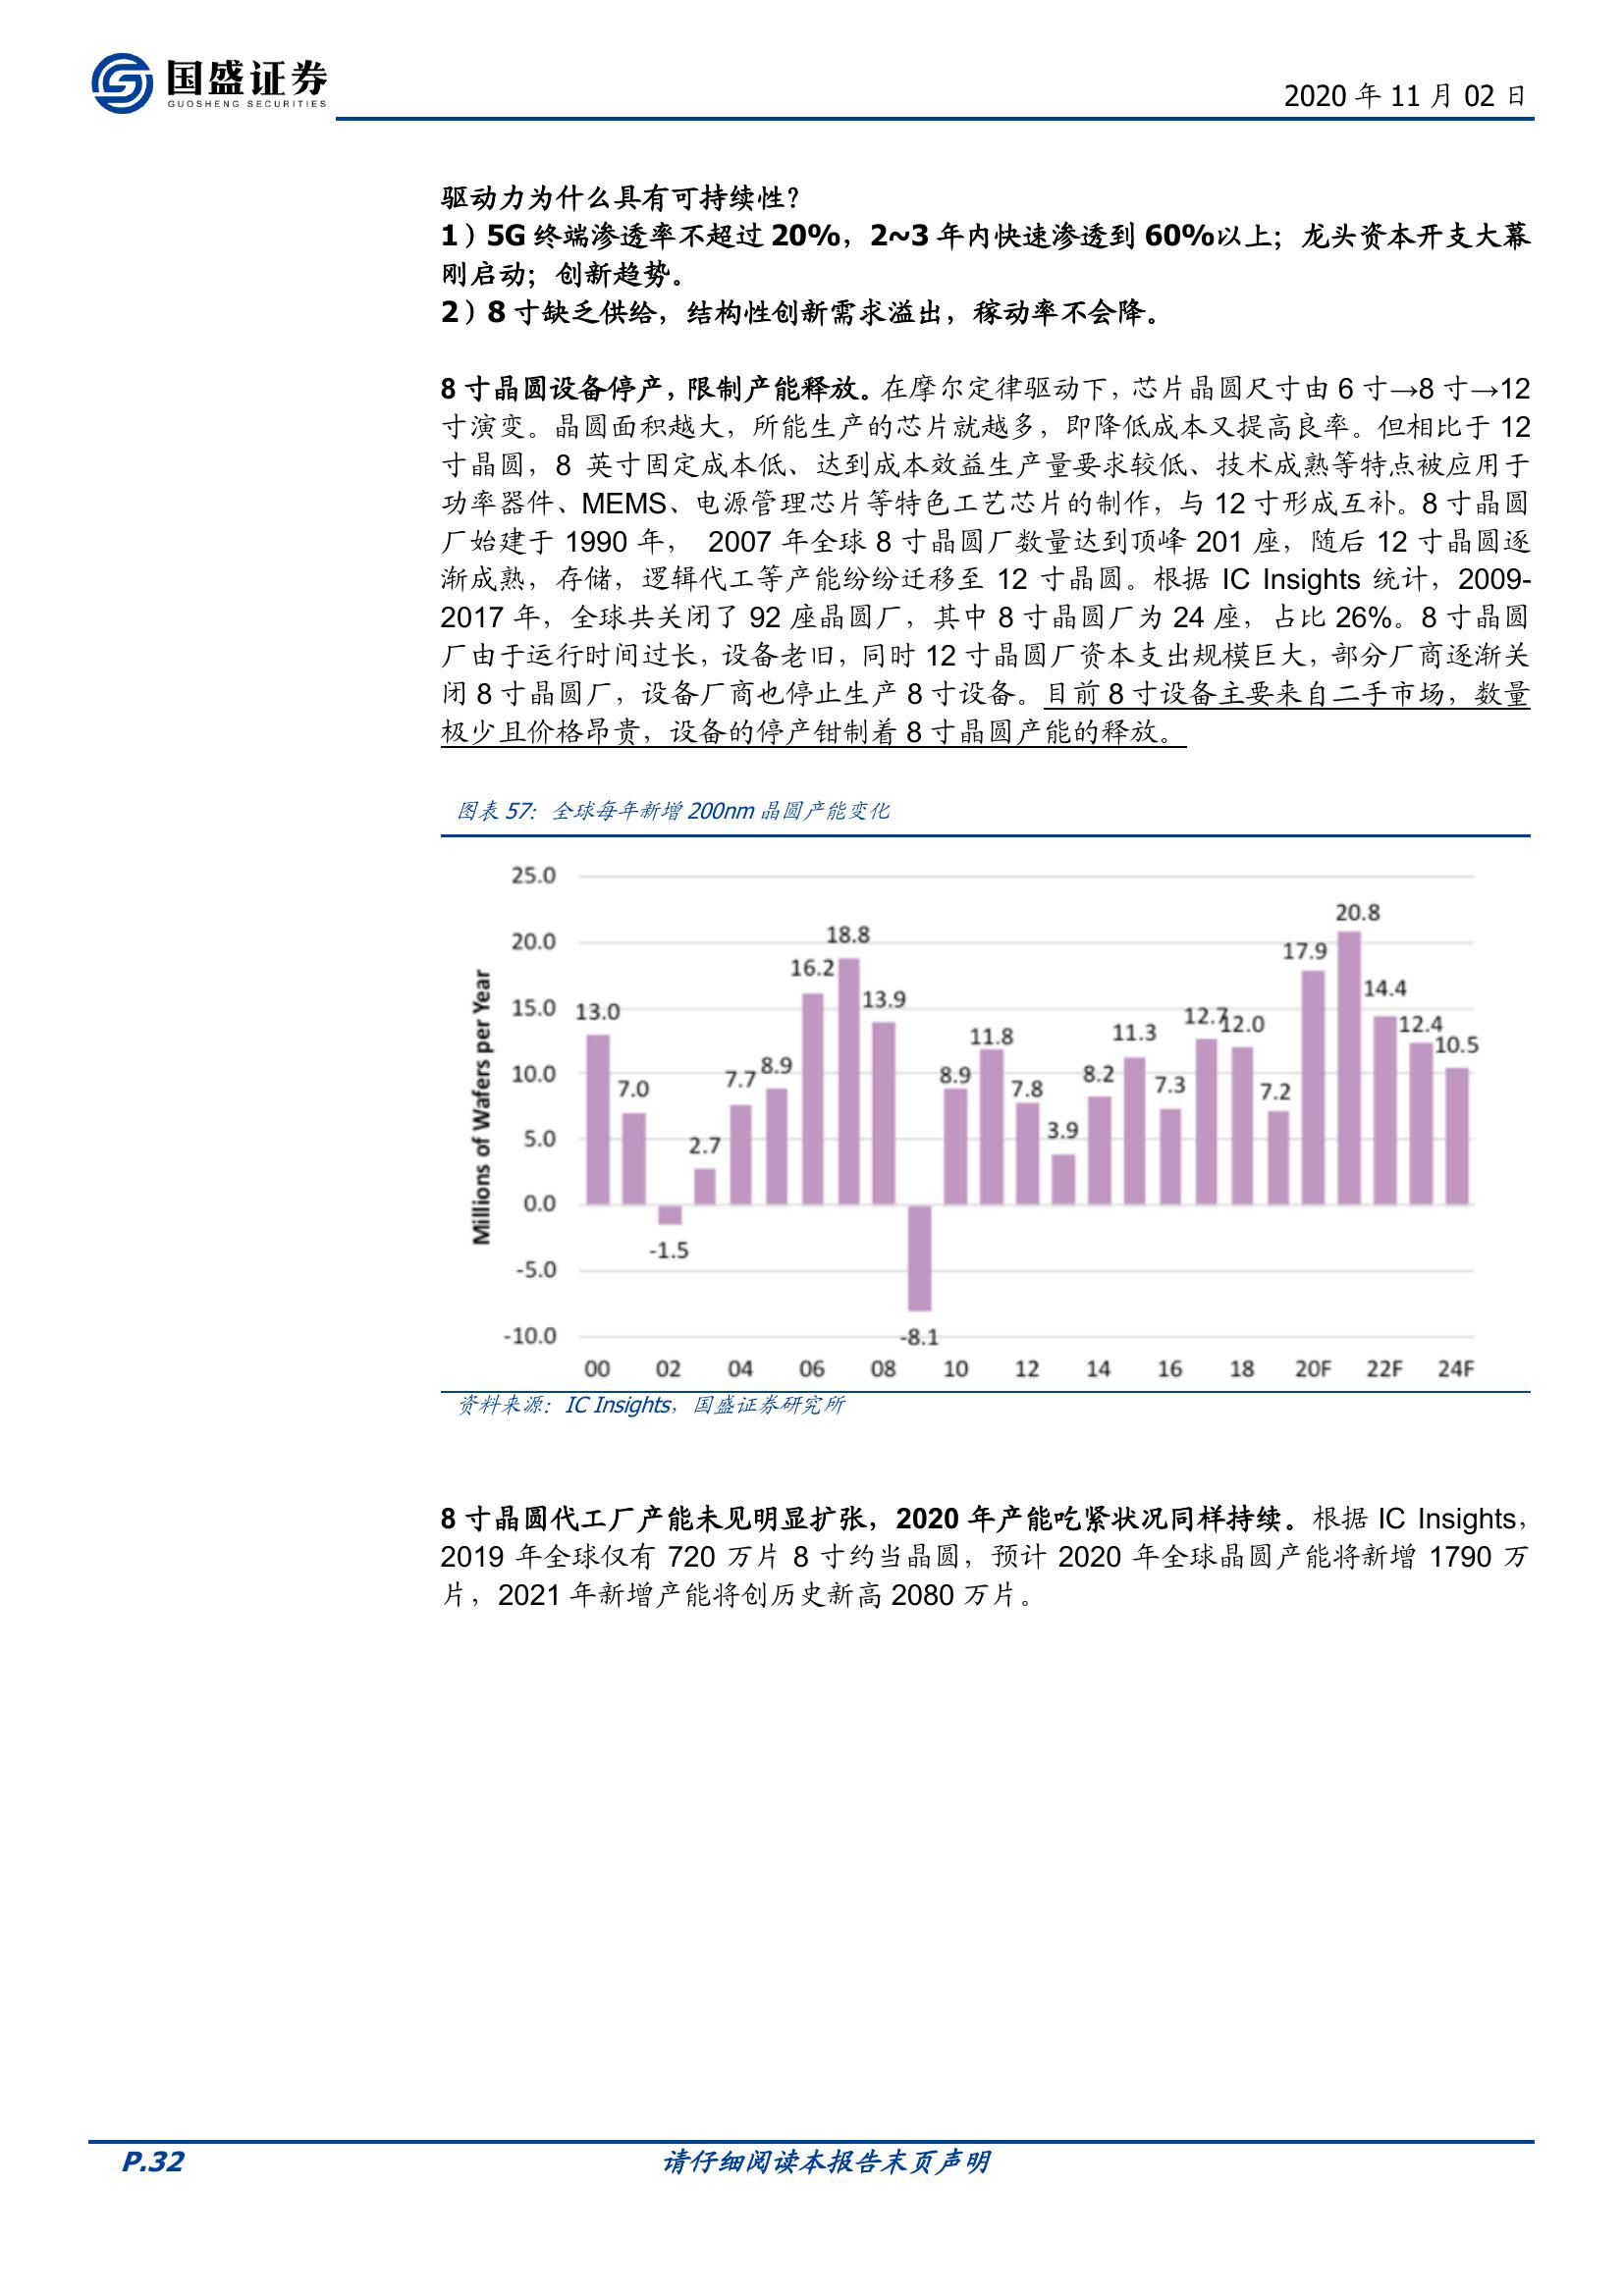 国盛证券
GUOSHENG SECURITIES
2020 年 11 月 02 日
驱动力为什么具有可持续性？
1）5G 终端渗透率不超过 20%，2~3 年内快速渗透到 60%以上；龙头资本开支大幕
刚启动；创新趋势。
2）8 寸缺乏供给，结构性创新需求溢出，稼动率不会降。
8 寸晶圆设备停产，限制产能释放。在摩尔定律驱动下，芯片晶圆尺寸由 6 寸→8 寸→12
寸演变。晶圆面积越大，所能生产的芯片就越多，即降低成本又提高良率。但相比于 12
寸晶圆，8 英寸固定成本低、达到成本效益生产量要求较低、技术成熟等特点被应用于
功率器件、MEMS、电源管理芯片等特色工艺芯片的制作，与 12 寸形成互补。8 寸晶圆
厂始建于 1990 年， 2007 年全球 8 寸晶圆厂数量达到顶峰 201 座，随后 12 寸晶圆逐
渐成熟，存储，逻辑代工等产能纷纷迁移至 12 寸晶圆。根据 IC Insights 统计，2009-
2017 年，全球共关闭了 92 座晶圆厂，其中 8 寸晶圆厂为 24 座，占比 26%。8 寸晶圆
厂由于运行时间过长，设备老旧，同时 12 寸晶圆厂资本支出规模巨大，部分厂商逐渐关
闭 8 寸晶圆厂，设备厂商也停止生产 8 寸设备。目前 8 寸设备主要来自二手市场，数量
极少且价格昂贵，设备的停产钳制着 8 寸晶圆产能的释放。
图表 57：全球每年新增 200nm 晶圆产能变化
Millions of Wafers per Year
25.0
20.0
15.0
10.0
5.0
0.0
-5.0
-10.0
13.0
7.0
-1.5
2.7
7.7
8.9
16.2
18.8
13.9
-8.1
8.9
11.8
7.8
3.9
8.2
11.3
7.3
12.7
12.0
7.2
17.9
20.8
14.4
12.4
10.5
00 02 04 06 08 10 12 14 16 18 20F 22F 24F
资料来源：IC Insights，国盛证券研究所
8 寸晶圆代工厂产能未见明显扩张，2020 年产能吃紧状况同样持续。根据 IC Insights，
2019 年全球仅有 720 万片 8 寸约当晶圆，预计 2020 年全球晶圆产能将新增 1790 万
片，2021 年新增产能将创历史新高 2080 万片。
P.32
请仔细阅读本报告末页声明